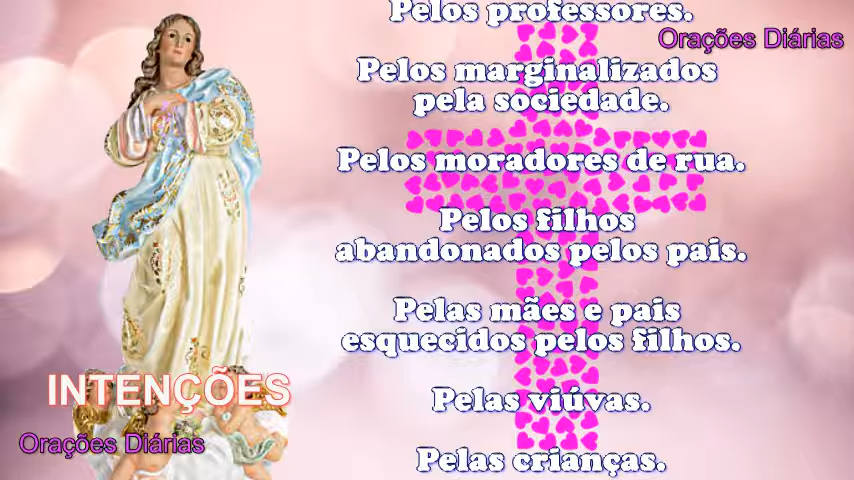 Pelos professores.
Orações Diárias
Pelos marginalizados
pela sociedade.
Pelos moradores de rua.
Pelos filhos
abandonados pelos pais.
Pelas mães e pais
esquecidos pelos filhos.
INTENÇÕES
Pelas viúvas.
Orações Diárias
Pelas crianças.